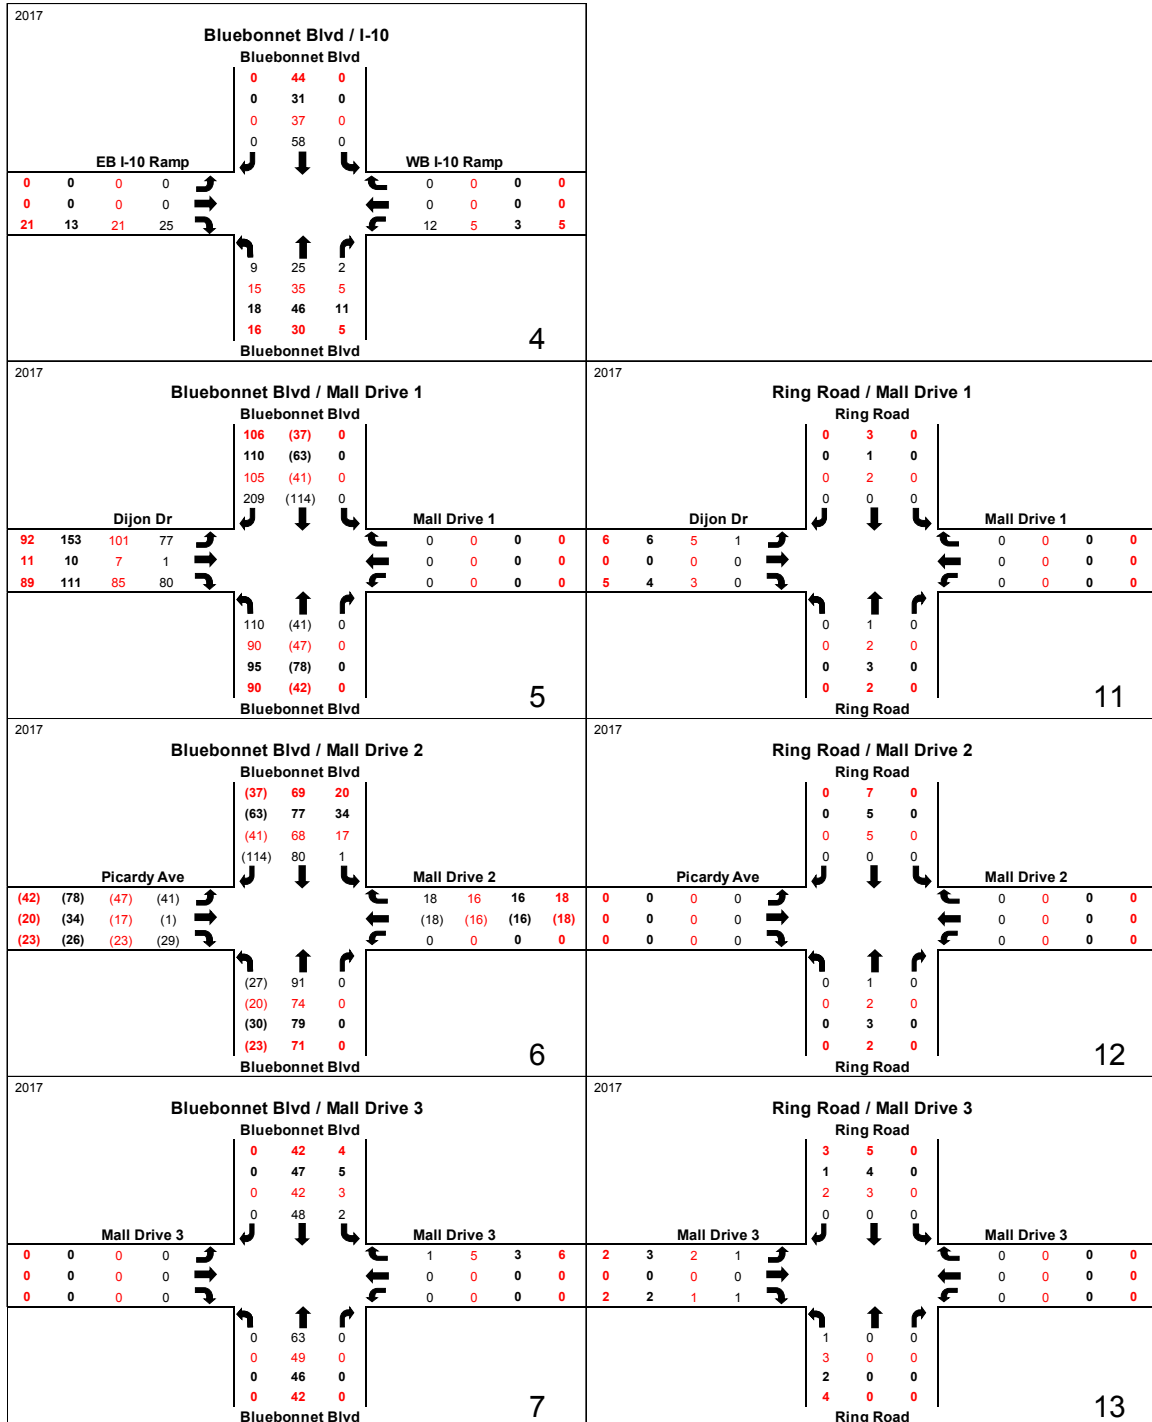 2017
Bluebonnet Blvd / I-10
Bluebonnet Blvd
0 44 0
0 31 0
0 37 0
0 58 0
EB I-10 Ramp WB I-10 Ramp
0 0 0 0 0 0 0 0
0 0 0 0 0 0 0 0
21 13 21 25 12 5 3 5
9 25 2
15 35 5
18 46 11
16 30 5
Bluebonnet Blvd
4
2017
Bluebonnet Blvd / Mall Drive 1
Bluebonnet Blvd
106 (37) 0
110 (63) 0
105 (41) 0
209 (114) 0
Dijon Dr Mall Drive 1
92 153 101 77 0 0 0 0
11 10 7 1 0 0 0 0
89 111 85 80 0 0 0 0
110 (41) 0
90 (47) 0
95 (78) 0
90 (42) 0
Bluebonnet Blvd
5
2017
Ring Road / Mall Drive 1
Ring Road
0 3 0
0 1 0
0 2 0
0 0 0
Dijon Dr Mall Drive 1
6 6 5 1 0 0 0 0
0 0 0 0 0 0 0 0
5 4 3 0 0 0 0 0
0 1 0
0 2 0
0 3 0
0 2 0
Ring Road
11
2017
Bluebonnet Blvd / Mall Drive 2
Bluebonnet Blvd
(37) 69 20
(63) 77 34
(41) 68 17
(114) 80 1
Picardy Ave Mall Drive 2
(42) (78) (47) (41) 18 16 16 18
(20) (34) (17) (1) (18) (16) (16) (18)
(23) (26) (23) (29) 0 0 0 0
(27) 91 0
(20) 74 0
(30) 79 0
(23) 71 0
Bluebonnet Blvd
6
2017
Ring Road / Mall Drive 2
Ring Road
0 7 0
0 5 0
0 5 0
0 0 0
Picardy Ave Mall Drive 2
0 0 0 0 0 0 0 0
0 0 0 0 0 0 0 0
0 0 0 0 0 0 0 0
0 1 0
0 2 0
0 3 0
0 2 0
Ring Road
12
2017
Bluebonnet Blvd / Mall Drive 3
Bluebonnet Blvd
0 42 4
0 47 5
0 42 3
0 48 2
Mall Drive 3 Mall Drive 3
0 0 0 0 1 5 3 6
0 0 0 0 0 0 0 0
0 0 0 0 0 0 0 0
0 63 0
0 49 0
0 46 0
0 42 0
Bluebonnet Blvd
7
2017
Ring Road / Mall Drive 3
Ring Road
3 5 0
1 4 0
2 3 0
0 0 0
Mall Drive 3 Mall Drive 3
2 3 2 1 0 0 0 0
0 0 0 0 0 0 0 0
2 2 1 1 0 0 0 0
1 0 0
3 0 0
2 0 0
4 0 0
Ring Road
13